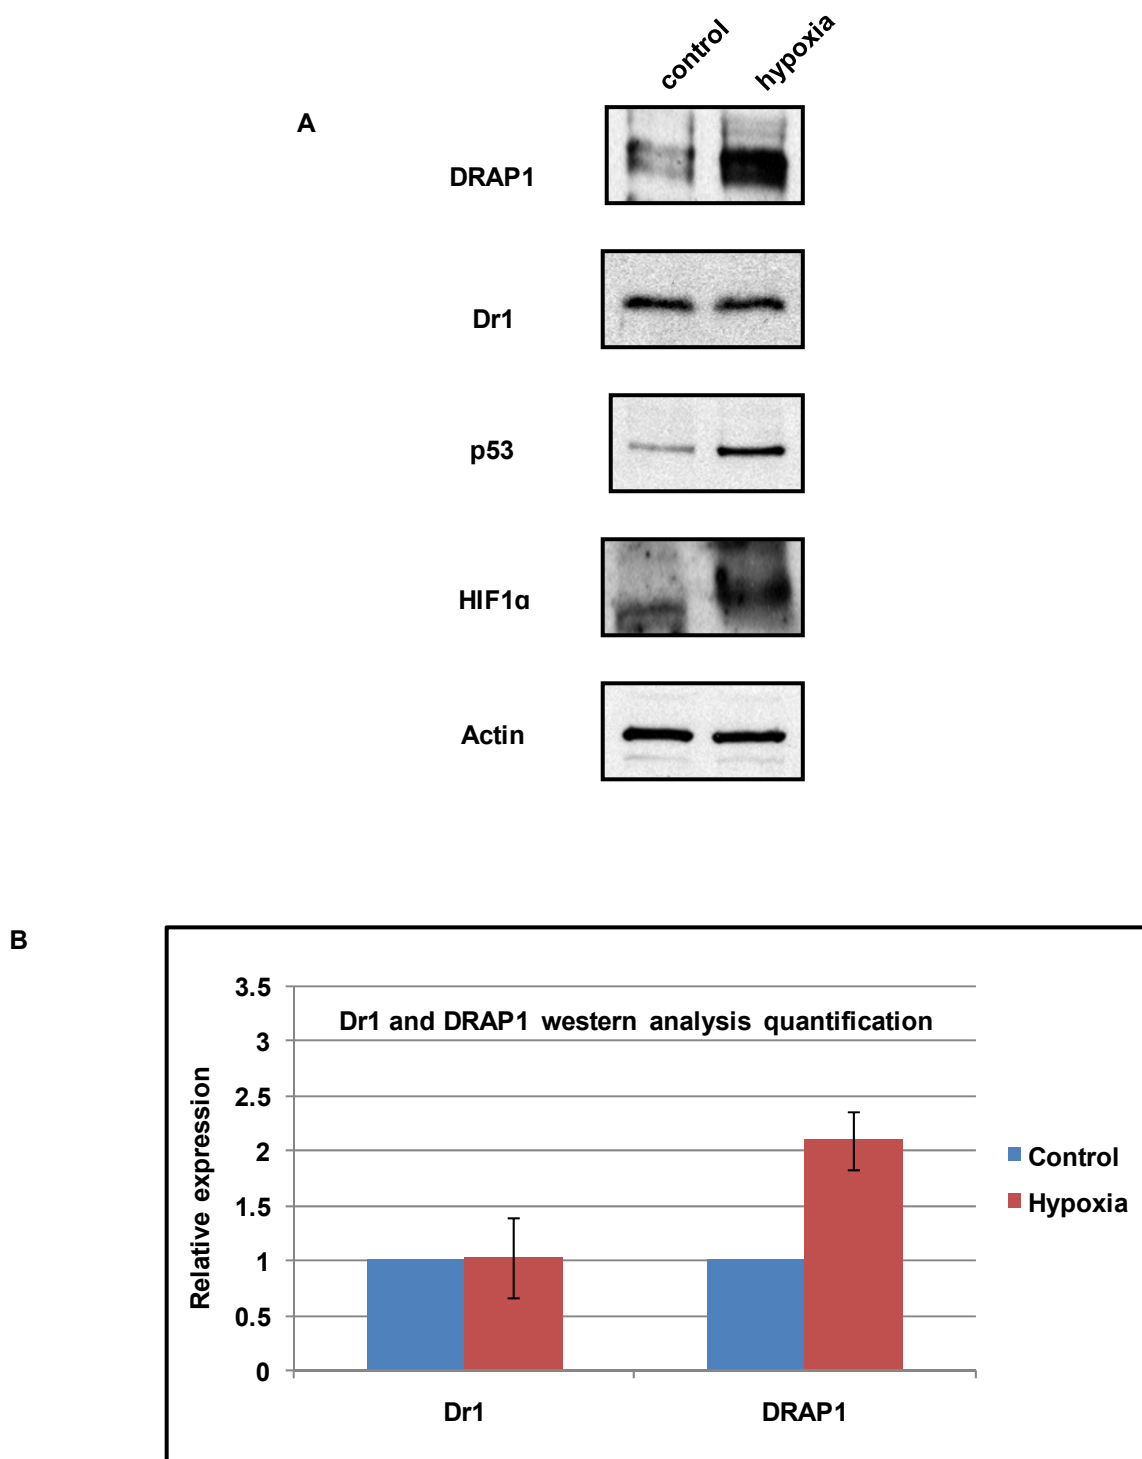 control hypoxia
A
DRAP1
Dr1
p53
HIF1α
Actin
B
Dr1 and DRAP1 western analysis quantification
Relative expression
3.5
3
2.5
2
1.5
1
0.5
0
Dr1 DRAP1
Control
Hypoxia